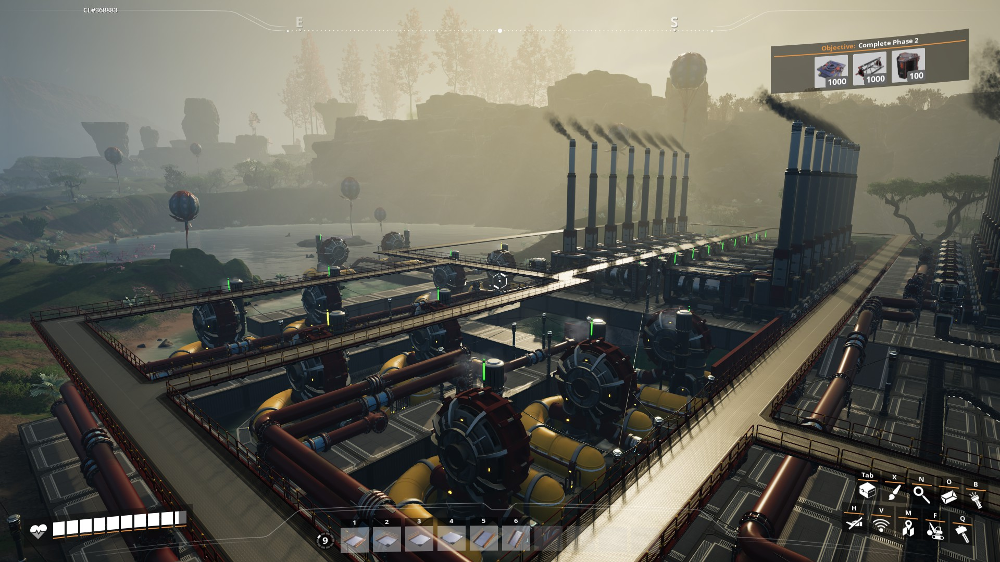 CL#368883
E
S
Objective: Complete Phase 2
1000
1000
100
Tab
X
N
O
B
H
V
M
F
Q
1
2
3
4
5
6
9